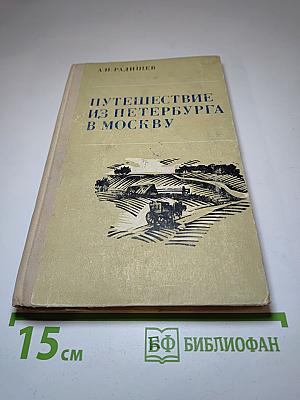 А.Н. РАДИЩЕВ
ПУТЕШЕСТВИЕ
ИЗ ПЕТЕРБУРГА
В МОСКВУ
15 см
БФ БИБЛИОФАН